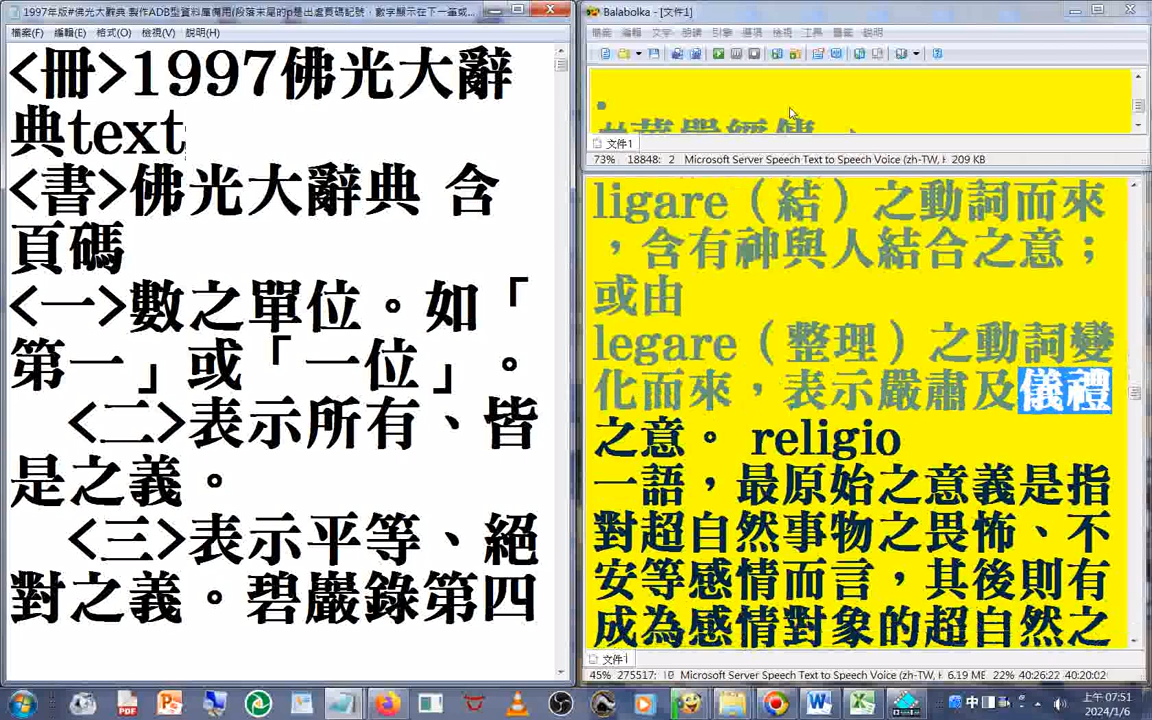 1997年版#佛光大辭典 製作ADB型資料庫備用(段落末尾的p是出處頁碼記號，數字顯示在下一筆或...
檔案(F) 編輯(E) 格式(O) 檢視(V) 說明(H)
<冊>1997佛光大辭
典text
<書>佛光大辭典 含
頁碼
<一>數之單位。如「
第一」或「一位」。
<二>表示所有、皆
是之義。
<三>表示平等、絕
對之義。碧巖錄第四
Balabolka - [文件1]
檔案 編輯 文字 朗讀 引擎 選項 檢視 工具 書籤 說明
文件1
73% 18848: 2 Microsoft Server Speech Text to Speech Voice (zh-TW, H 209 KB
ligare（結）之動詞而來
，含有神與人結合之意；
或由
legare（整理）之動詞變
化而來，表示嚴肅及儀禮
之意。 religio
一語，最原始之意義是指
對超自然事物之畏怖、不
安等感情而言，其後則有
成為感情對象的超自然之
文件1
45% 275517: Microsoft Server Speech Text to Speech Voice (zh-TW, H 6.19 ME 22% 40:26:22 40:20:02
中
上午 07:51
2024/1/6